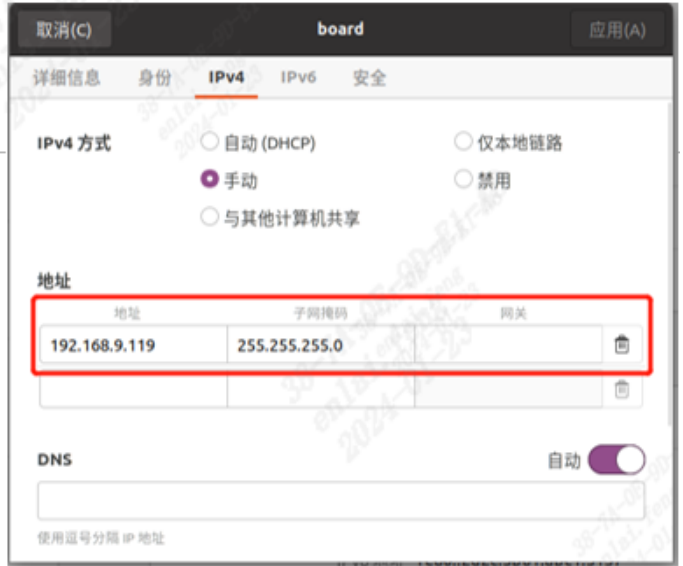 取消(C) board 应用(A)
详细信息 身份 IPv4 IPv6 安全
IPv4 方式 自动 (DHCP) 仅本地链路
手动 禁用
与其他计算机共享
地址
地址 子网掩码 网关
192.168.9.119 255.255.255.0
DNS 自动
使用逗号分隔 IP 地址